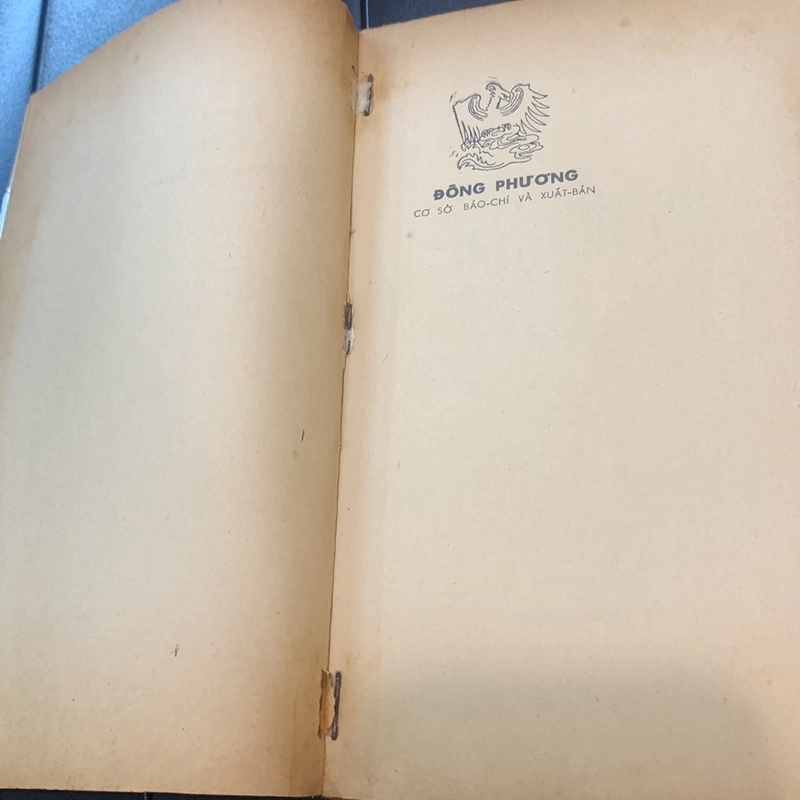 ĐÔNG PHƯƠNG
CƠ SỞ BÁO-CHÍ VÀ XUẤT-BẢN